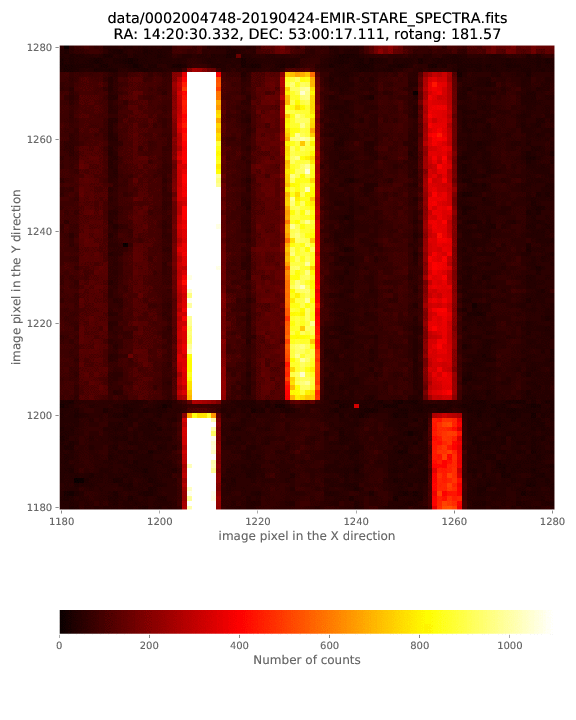 data/0002004748-20190424-EMIR-STARE_SPECTRA.fits
RA: 14:20:30.332, DEC: 53:00:17.111, rotang: 181.57
1280
1260
1240
1220
1200
1180
image pixel in the Y direction
1180 1200 1220 1240 1260 1280
image pixel in the X direction
0 200 400 600 800 1000
Number of counts